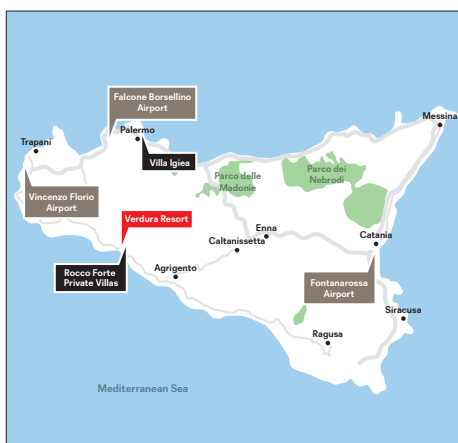 Falcone Borsellino
Airport
Messina
Palermo
Trapani
Villa Igiea
Parco delle
Madonie
Parco dei
Nebrodi
Vincenzo Florio
Airport
Verdura Resort
Enna
Catania
Caltanissetta
Rocco Forte
Private Villas
Agrigento
Fontanarossa
Airport
Siracusa
Ragusa
Mediterranean Sea